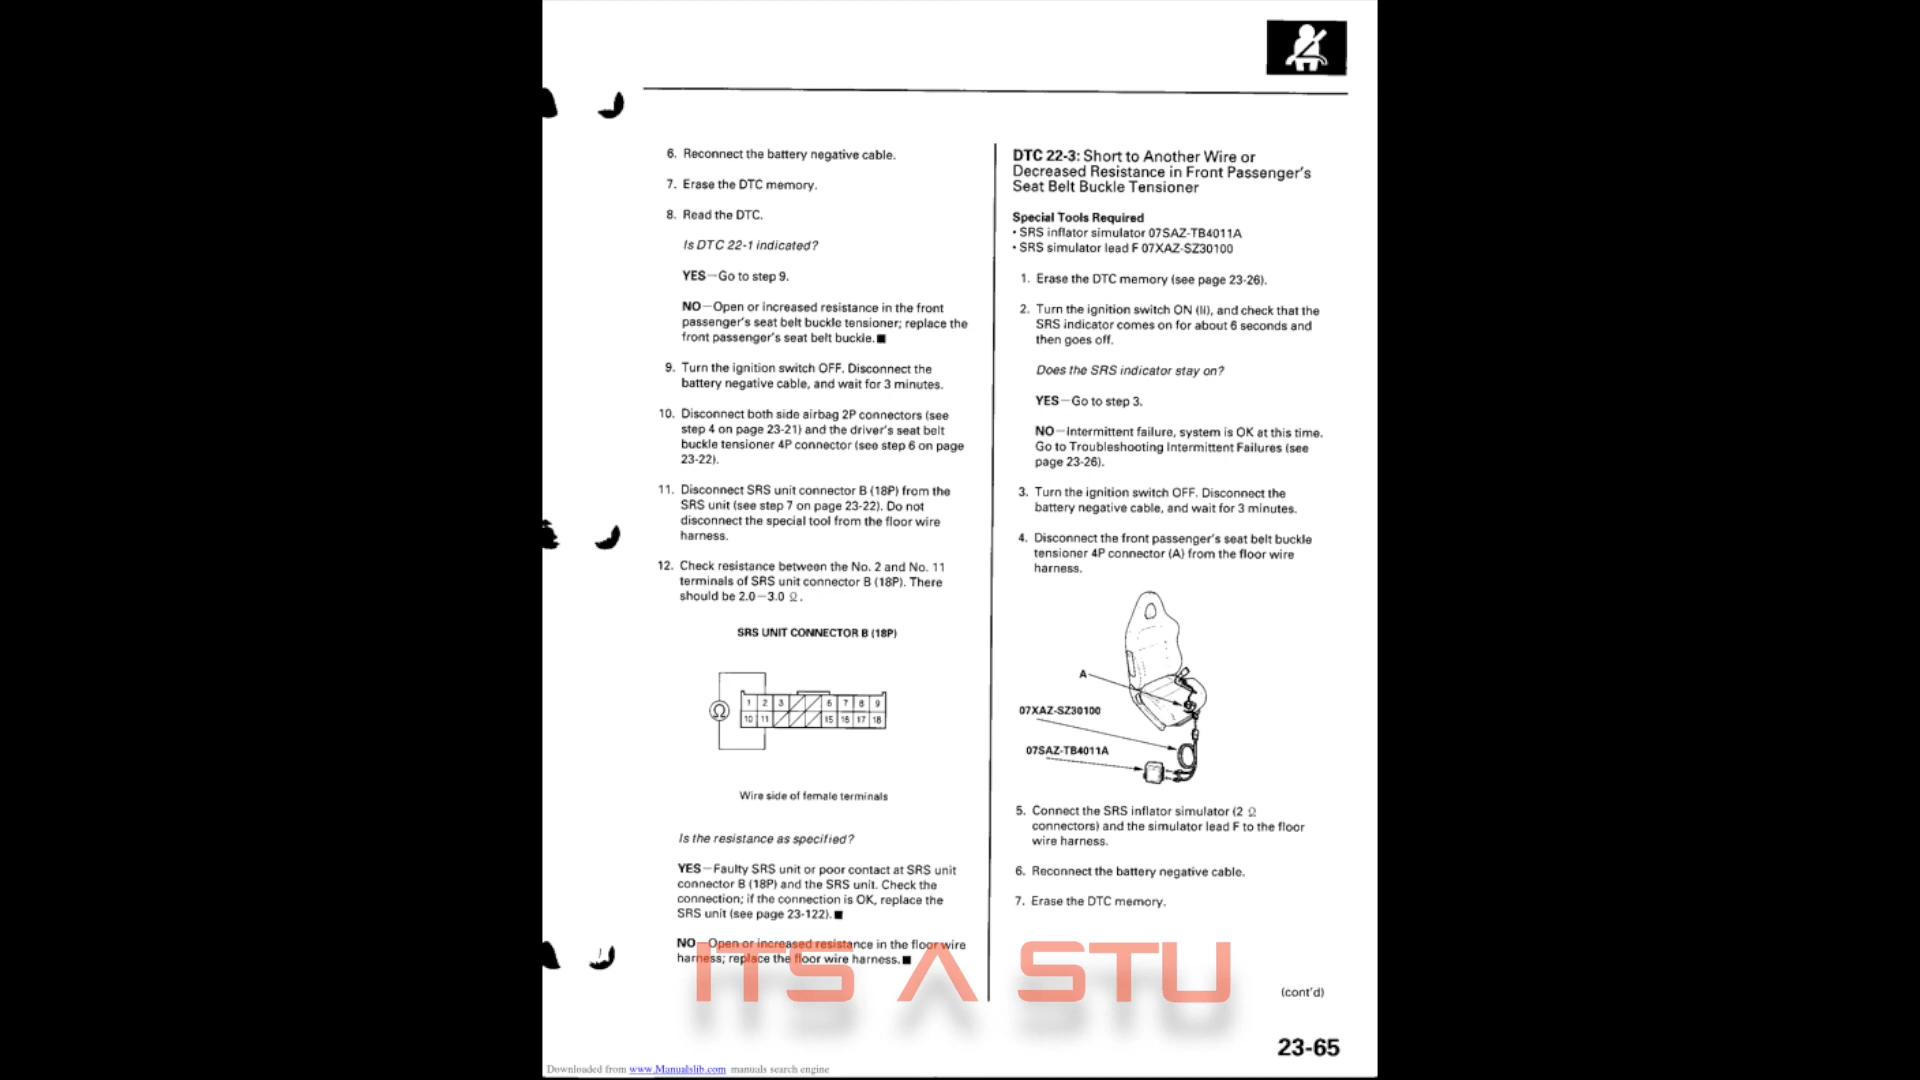 6. Reconnect the battery negative cable.
7. Erase the DTC memory.
8. Read the DTC.
Is DTC 22-1 indicated?
YES—Go to step 9.
NO—Open or increased resistance in the front
passenger's seat belt buckle tensioner; replace the
front passenger's seat belt buckle.■
9. Turn the ignition switch OFF. Disconnect the
battery negative cable, and wait for 3 minutes.
10. Disconnect both side airbag 2P connectors (see
step 4 on page 23-21) and the driver's seat belt
buckle tensioner 4P connector (see step 6 on page
23-22).
11. Disconnect SRS unit connector B (18P) from the
SRS unit (see step 7 on page 23-22). Do not
disconnect the special tool from the floor wire
harness.
12. Check resistance between the No. 2 and No. 11
terminals of SRS unit connector B (18P). There
should be 2.0—3.0 Ω.
SRS UNIT CONNECTOR B (18P)
1 2 3 6 7 8 9
Ω
10 11 15 16 17 18
Wire side of female terminals
Is the resistance as specified?
YES—Faulty SRS unit or poor contact at SRS unit
connector B (18P) and the SRS unit. Check the
connection; if the connection is OK, replace the
SRS unit (see page 23-122).■
NO—Open or increased resistance in the floor wire
harness; replace the floor wire harness.■
DTC 22-3: Short to Another Wire or
Decreased Resistance in Front Passenger's
Seat Belt Buckle Tensioner
Special Tools Required
• SRS inflator simulator 07SAZ-TB4011A
• SRS simulator lead F 07XAZ-SZ30100
1. Erase the DTC memory (see page 23-26).
2. Turn the ignition switch ON (II), and check that the
SRS indicator comes on for about 6 seconds and
then goes off.
Does the SRS indicator stay on?
YES—Go to step 3.
NO—Intermittent failure, system is OK at this time.
Go to Troubleshooting Intermittent Failures (see
page 23-26).
3. Turn the ignition switch OFF. Disconnect the
battery negative cable, and wait for 3 minutes.
4. Disconnect the front passenger's seat belt buckle
tensioner 4P connector (A) from the floor wire
harness.
A
07XAZ-SZ30100
07SAZ-TB4011A
5. Connect the SRS inflator simulator (2 Ω
connectors) and the simulator lead F to the floor
wire harness.
6. Reconnect the battery negative cable.
7. Erase the DTC memory.
(cont'd)
ITS A STU
23-65
Downloaded from www.Manualslib.com manuals search engine